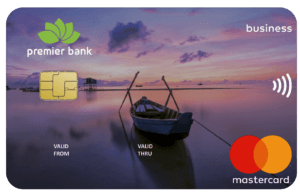 business
premier bank
VALID
FROM
VALID
THRU
mastercard